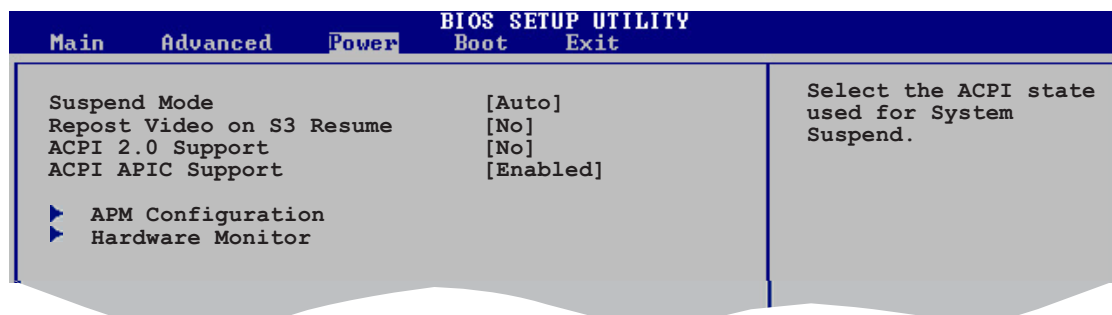 BIOS SETUP UTILITY
Main Advanced Power Boot Exit
Suspend Mode [Auto]
Repost Video on S3 Resume [No]
ACPI 2.0 Support [No]
ACPI APIC Support [Enabled]
APM Configuration
Hardware Monitor
Select the ACPI state
used for System
Suspend.